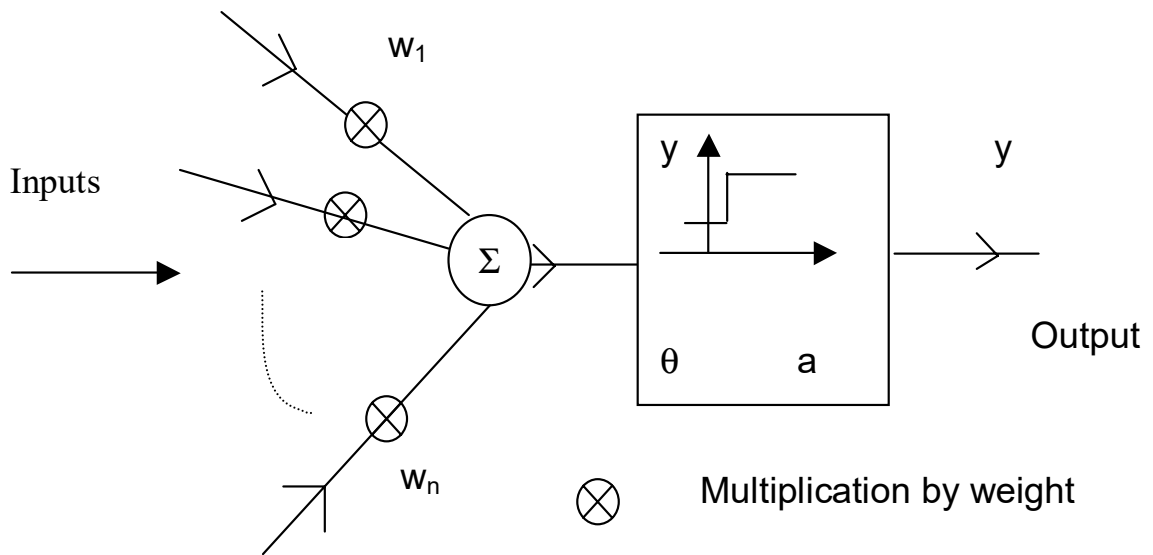 w₁
Inputs
y
y
Σ
Output
θ a
wₙ
Multiplication by weight